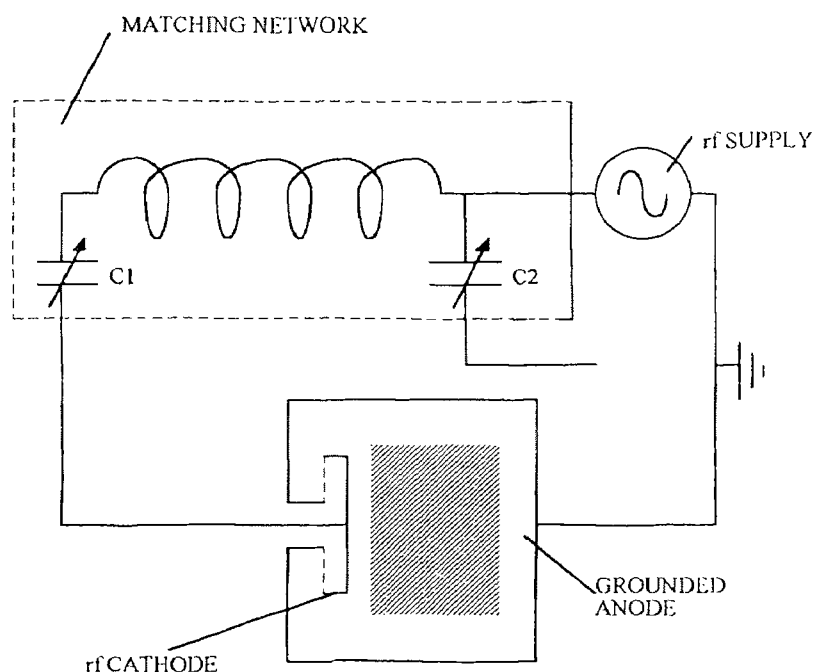 MATCHING NETWORK
rf SUPPLY
C1
C2
GROUNDED
ANODE
rf CATHODE